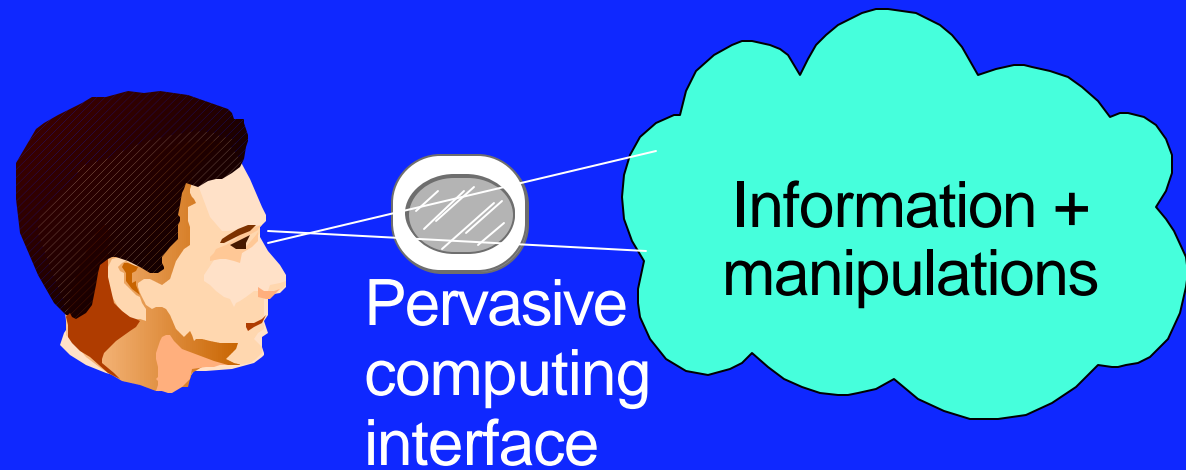 Information +
manipulations
Pervasive
computing
interface